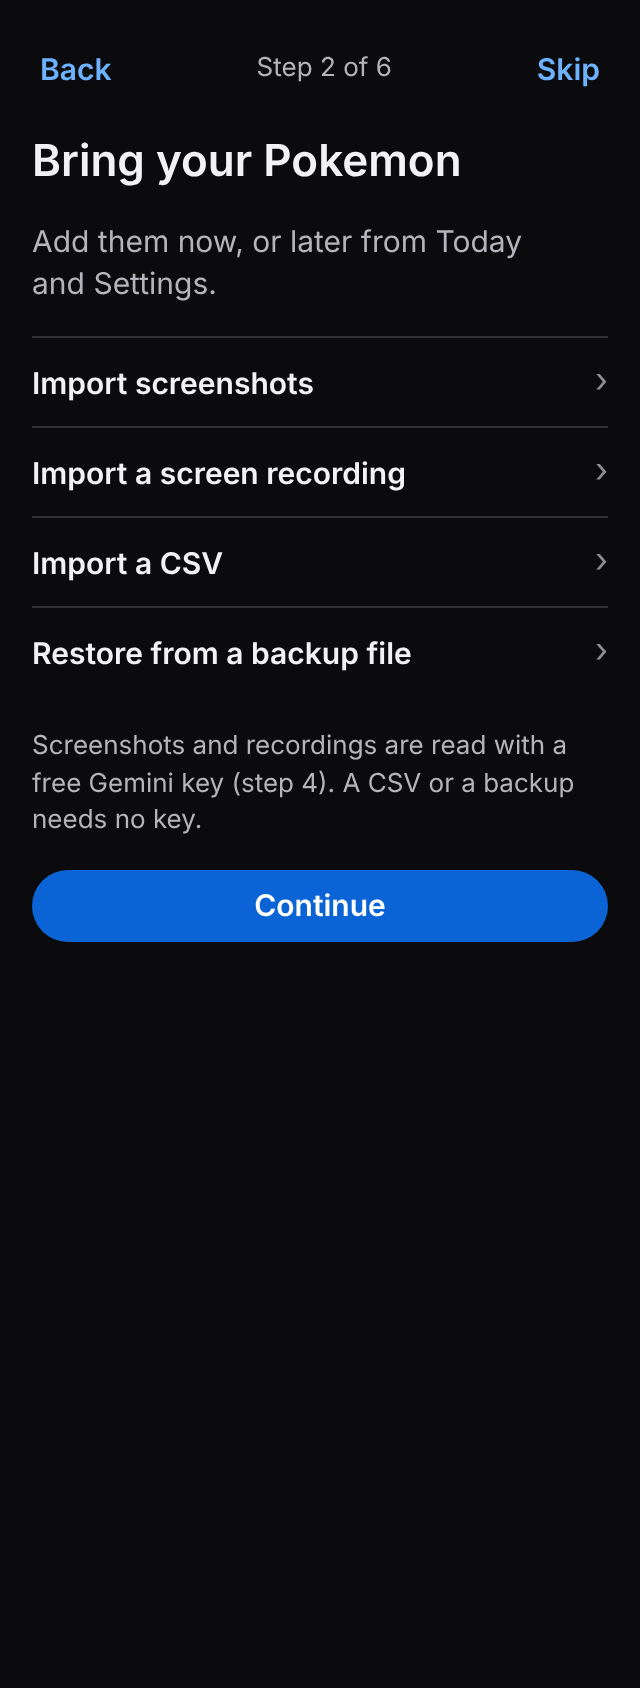 Back
Step 2 of 6
Skip
Bring your Pokemon
Add them now, or later from Today
and Settings.
Import screenshots
Import a screen recording
Import a CSV
Restore from a backup file
Screenshots and recordings are read with a
free Gemini key (step 4). A CSV or a backup
needs no key.
Continue